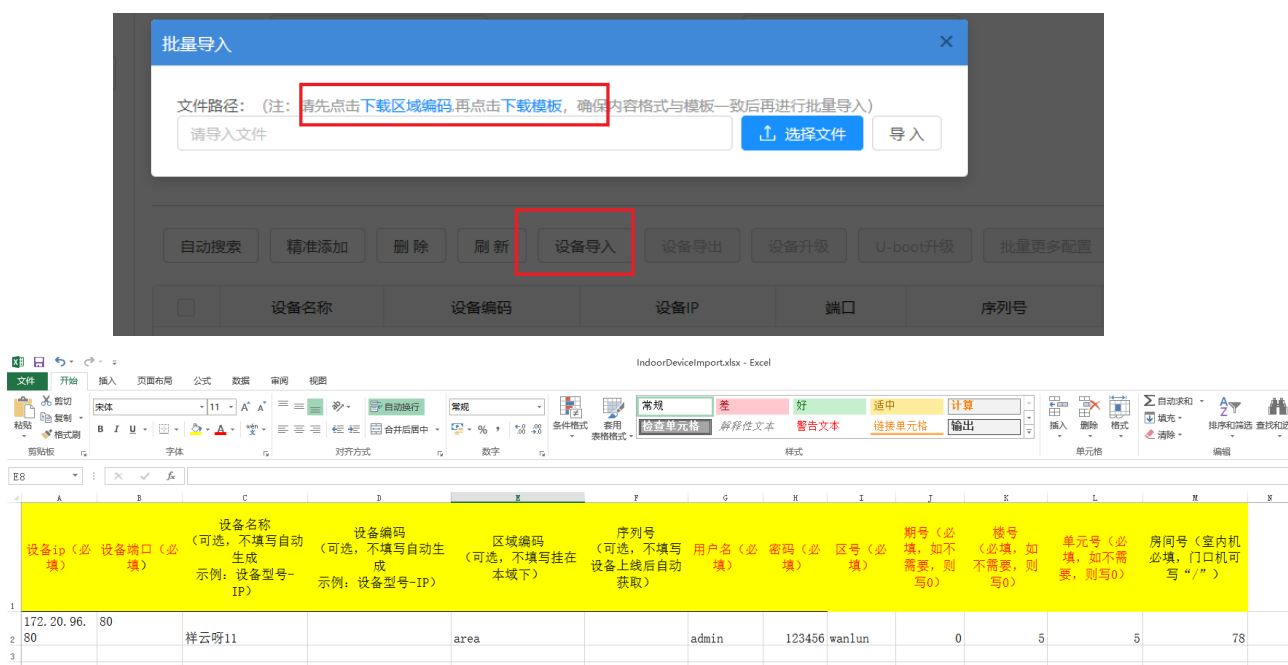 批量导入
文件路径： （注：请先点击下载区域编码,再点击下载模板，确保内容格式与模板一致后再进行批量导入）
请导入文件 选择文件 导 入
自动搜索 精准添加 删 除 刷 新 设备导入 设备导出 设备升级 U-boot升级 批量更多配置
设备名称 设备编码 设备IP 端口 序列号
IndoorDeviceImport.xlsx - Excel
文件 开始 插入 页面布局 公式 数据 审阅 视图
粘贴 剪切 复制 格式刷
宋体 11 A A
B I U A 
自动换行
合并后居中
常规
%
条件格式 套用
表格格式
常规 差 好 适中 计算
检查单元格 解释性文本 警告文本 链接单元格 输出
插入 删除 格式
自动求和
填充
清除
排序和筛选
剪贴板 字体 对齐方式 数字 样式 单元格 编辑
E8 fx
A B C D E F G H I J K L M N
设备ip（必
填）
设备端口（必
填）
设备名称
（可选，不填写自动
生成
示例：设备型号-
IP）
设备编码
（可选，不填写自动生
成
示例：设备型号-IP）
区域编码
（可选，不填写挂在
本域下）
序列号
（可选，不填写
设备上线后自动
获取）
用户名（必
填）
密码（必
填）
区号（必
填）
期号（必
填，如不
需要，则
写0）
楼号
（必填，如
不需要，则
写0）
单元号（必
填，如不需
要，则写0）
房间号（室内机
必填，门口机可
写“/”）
1
172.20.96.
80
80
2 祥云呀11 area admin 123456 wanlun 0 5 5 78
3